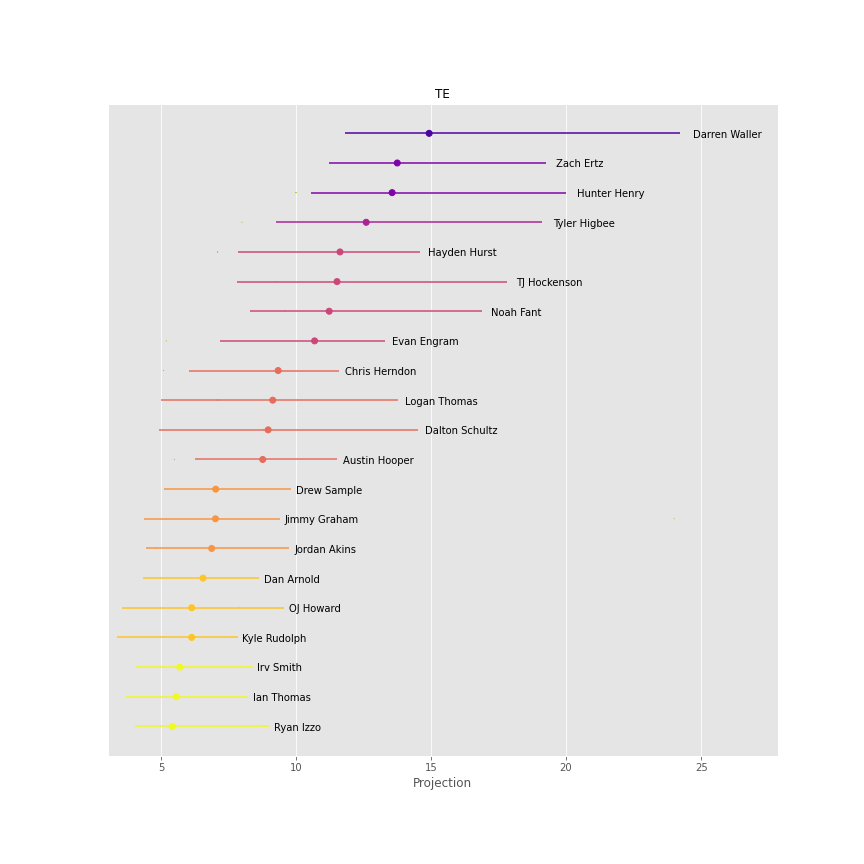 TE
Darren Waller
Zach Ertz
Hunter Henry
Tyler Higbee
Hayden Hurst
TJ Hockenson
Noah Fant
Evan Engram
Chris Herndon
Logan Thomas
Dalton Schultz
Austin Hooper
Drew Sample
Jimmy Graham
Jordan Akins
Dan Arnold
OJ Howard
Kyle Rudolph
Irv Smith
Ian Thomas
Ryan Izzo
5 10 15 20 25
Projection